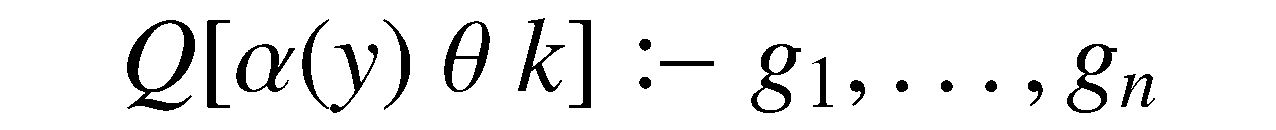 Q[α(y) θ k] :– g₁, . . . , gₙ